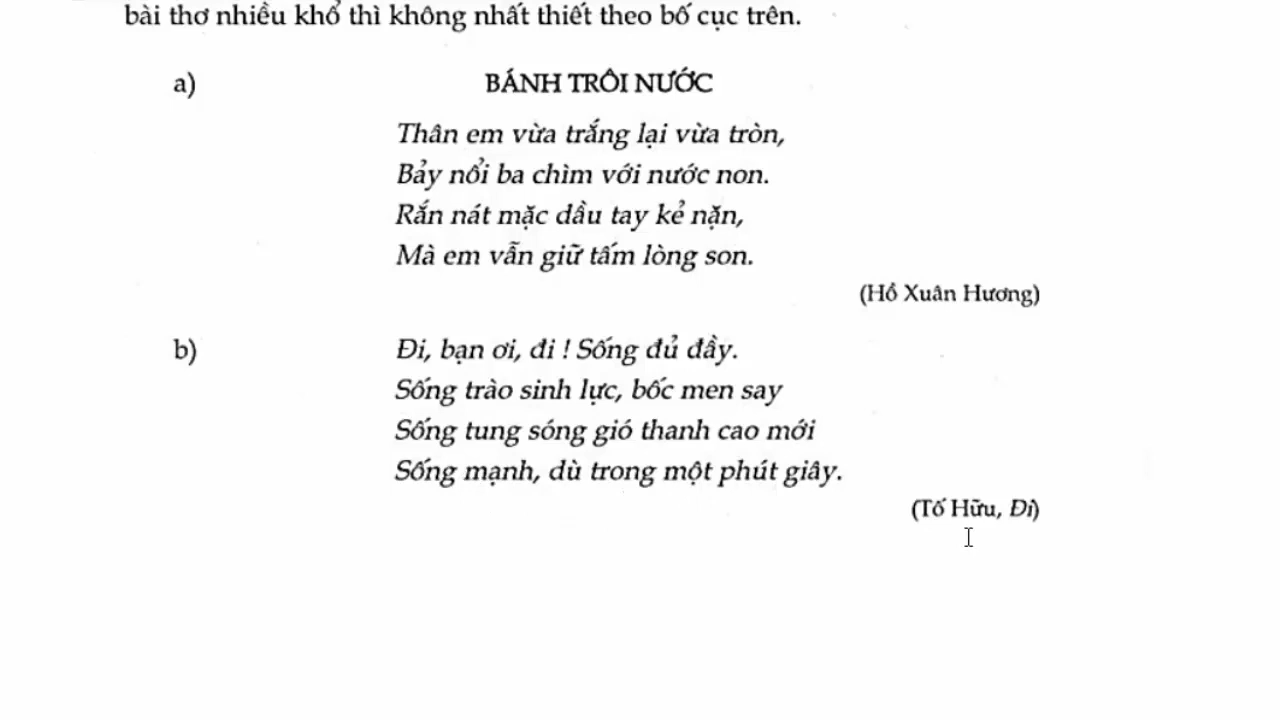 bài thơ nhiều khổ thì không nhất thiết theo bố cục trên.
a) BÁNH TRÔI NƯỚC
Thân em vừa trắng lại vừa tròn,
Bảy nổi ba chìm với nước non.
Rắn nát mặc dầu tay kẻ nặn,
Mà em vẫn giữ tấm lòng son.
(Hồ Xuân Hương)
b) Đi, bạn ơi, đi ! Sống đủ đầy.
Sống trào sinh lực, bốc men say
Sống tung sóng gió thanh cao mới
Sống mạnh, dù trong một phút giây.
(Tố Hữu, Đi)